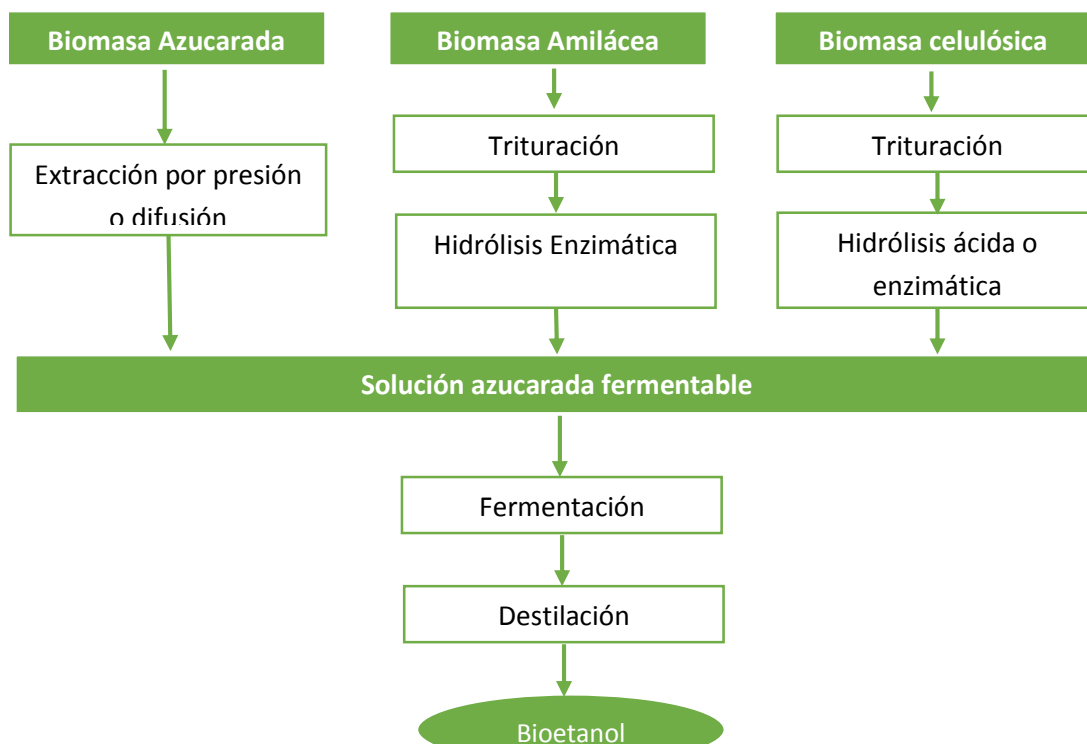 Biomasa Azucarada
Biomasa Amilácea
Biomasa celulósica
Extracción por presión
o difusión
Trituración
Trituración
Hidrólisis Enzimática
Hidrólisis ácida o
enzimática
Solución azucarada fermentable
Fermentación
Destilación
Bioetanol